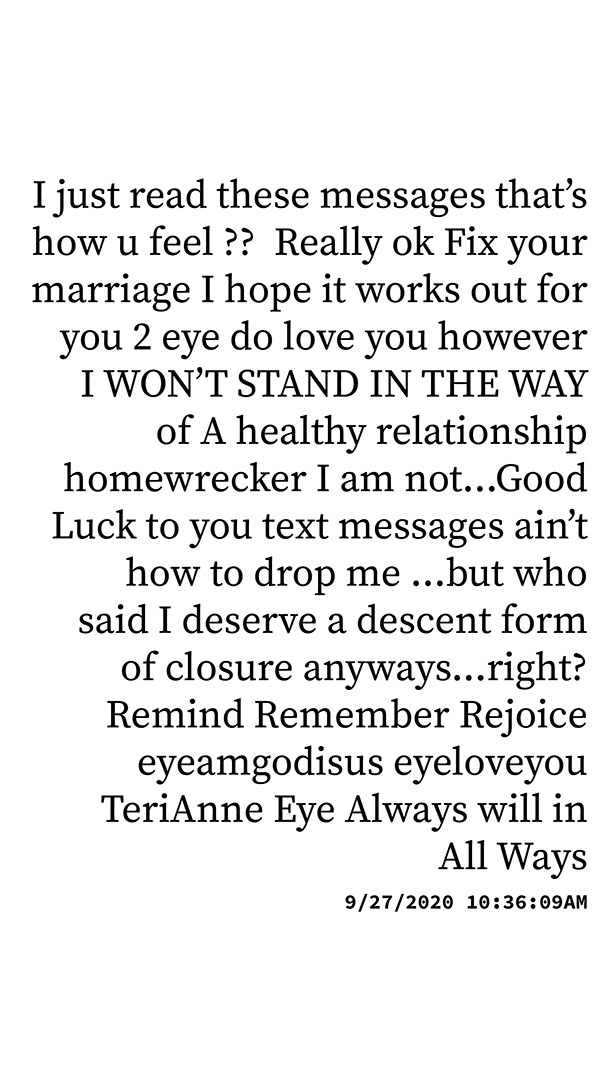 I just read these messages that’s
how u feel ??  Really ok Fix your
marriage I hope it works out for
you 2 eye do love you however
I WON’T STAND IN THE WAY
of A healthy relationship
homewrecker I am not...Good
Luck to you text messages ain’t
how to drop me ...but who
said I deserve a descent form
of closure anyways...right?
Remind Remember Rejoice
eyeamgodisus eyeloveyou
TeriAnne Eye Always will in
All Ways
9/27/2020 10:36:09AM